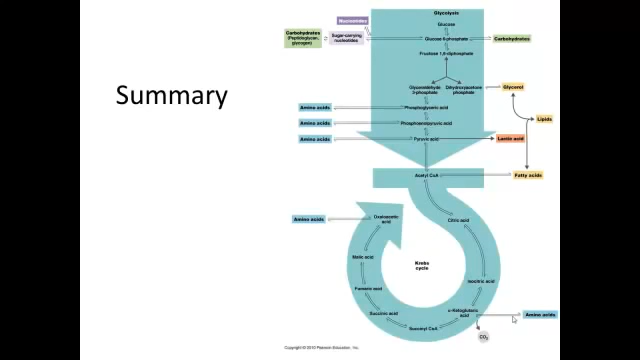 Summary
Glycolysis
Nucleotides
Glucose
Carbohydrates
(Peptidoglycan,
glycogen)
Sugar-carrying
nucleotides
Glucose 6-phosphate
Carbohydrates
Fructose 1,6-diphosphate
Glyceraldehyde
3-phosphate
Dihydroxyacetone
phosphate
Glycerol
Amino acids
Phosphoglyceric acid
Lipids
Amino acids
Phosphoenolpyruvic acid
Amino acids
Pyruvic acid
Lactic acid
Acetyl CoA
Fatty acids
Amino acids
Oxaloacetic
acid
Citric acid
Krebs
cycle
Malic acid
Isocitric acid
Fumaric acid
Succinic acid
α-Ketoglutaric
acid
Amino acids
Succinyl CoA
CO₂
Copyright © 2010 Pearson Education, Inc.